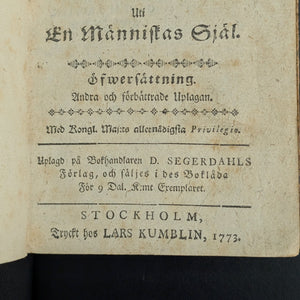 Uti
En Människas Själ.
Öfwersättning.
Andra och förbättrade Uplagan.
Med Kongl. Maj:ts allernådigsta Privilegio.
Uplagd på Bokhandlaren D. SEGERDAHLS
Förlag, och säljes i des Boklåda
För 9 Dal. K:mt Exemplaret.
STOCKHOLM,
Tryckt hos LARS KUMBLIN, 1773.